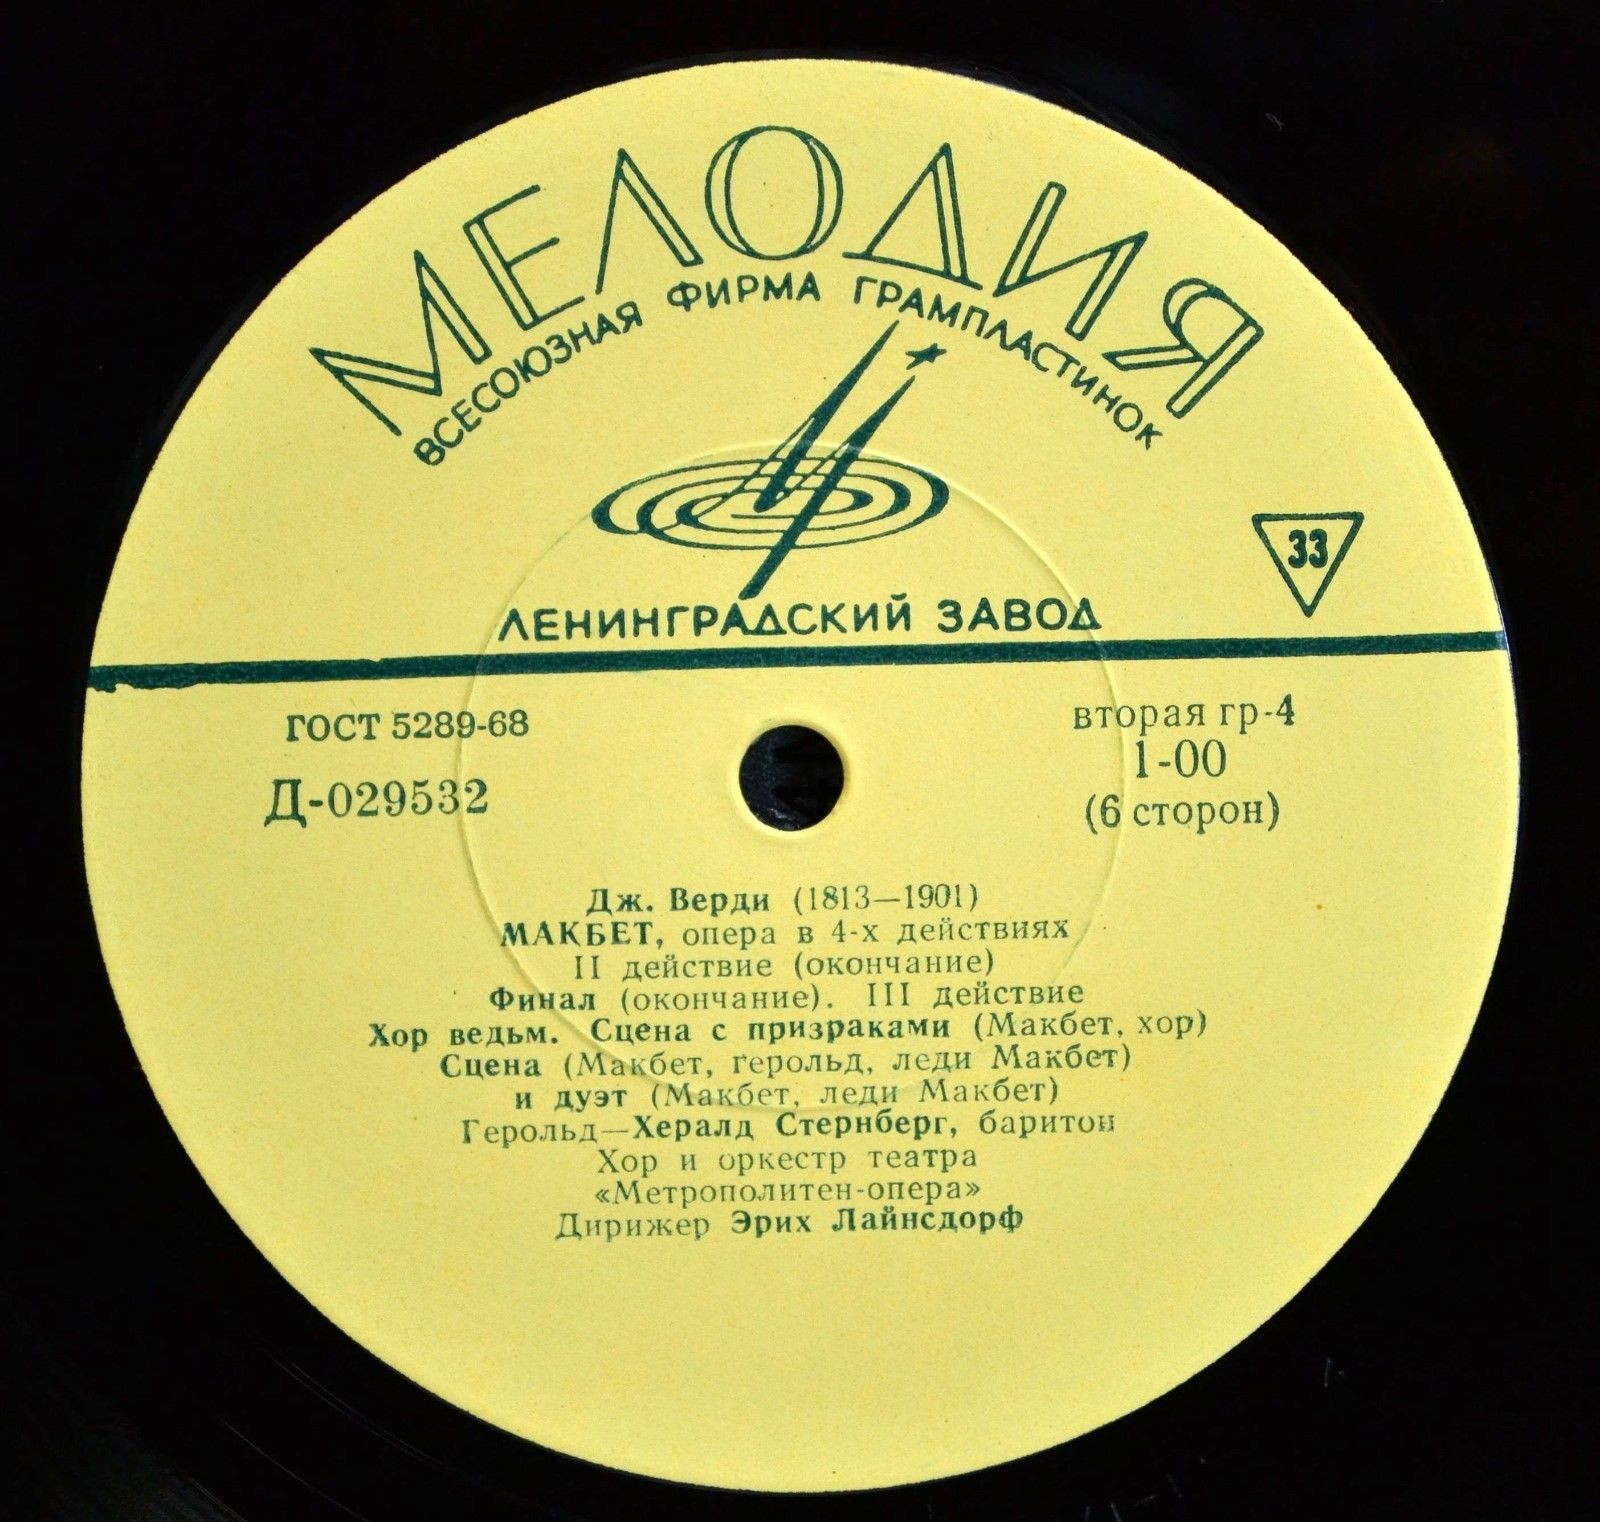 МЕЛОДИЯ
ВСЕСОЮЗНАЯ ФИРМА ГРАМПЛАСТИНОК
33
ЛЕНИНГРАДСКИЙ ЗАВОД
ГОСТ 5289-68
Д-029532
вторая гр-4
1-00
(6 сторон)
Дж. Верди (1813—1901)
МАКБЕТ, опера в 4-х действиях
II действие (окончание)
Финал (окончание). III действие
Хор ведьм. Сцена с призраками (Макбет, хор)
Сцена (Макбет, герольд, леди Макбет)
и дуэт (Макбет, леди Макбет)
Герольд—Хералд Стернберг, баритон
Хор и оркестр театра
«Метрополитен-опера»
Дирижер Эрих Лайнсдорф